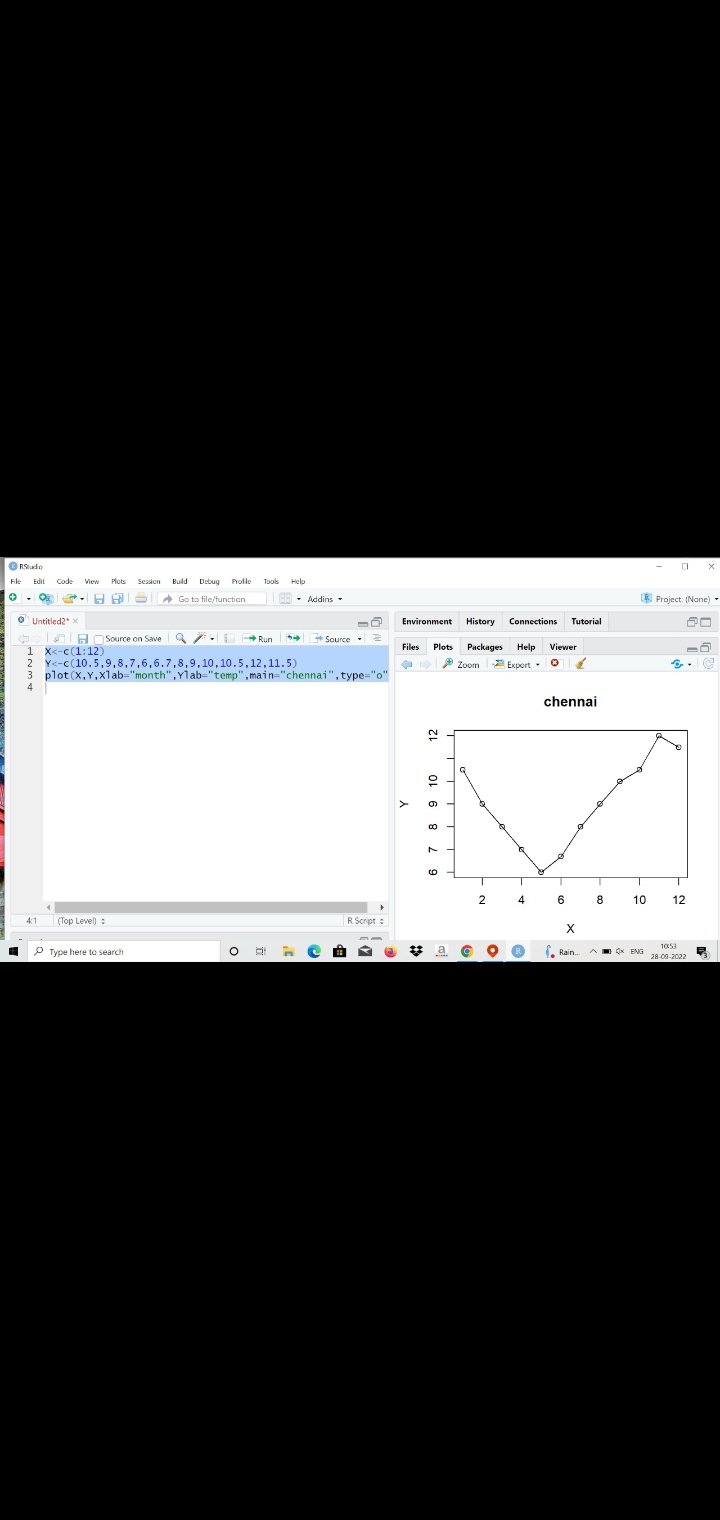 RStudio
File Edit Code View Plots Session Build Debug Profile Tools Help
Go to file/function Addins Project: (None)
Untitled2*
Source on Save Run Source
1 X<-c(1:12)
2 Y<-c(10.5,9,8,7,6,6.7,8,9,10,10.5,12,11.5)
3 plot(X,Y,Xlab="month",Ylab="temp",main="chennai",type="o"
4
4:1 (Top Level) R Script
Environment History Connections Tutorial
Files Plots Packages Help Viewer
Zoom Export
chennai
12
10
9
8
7
6
Y
2 4 6 8 10 12
X
Type here to search
a
R
Rain... ENG 10:53
28-09-2022
3